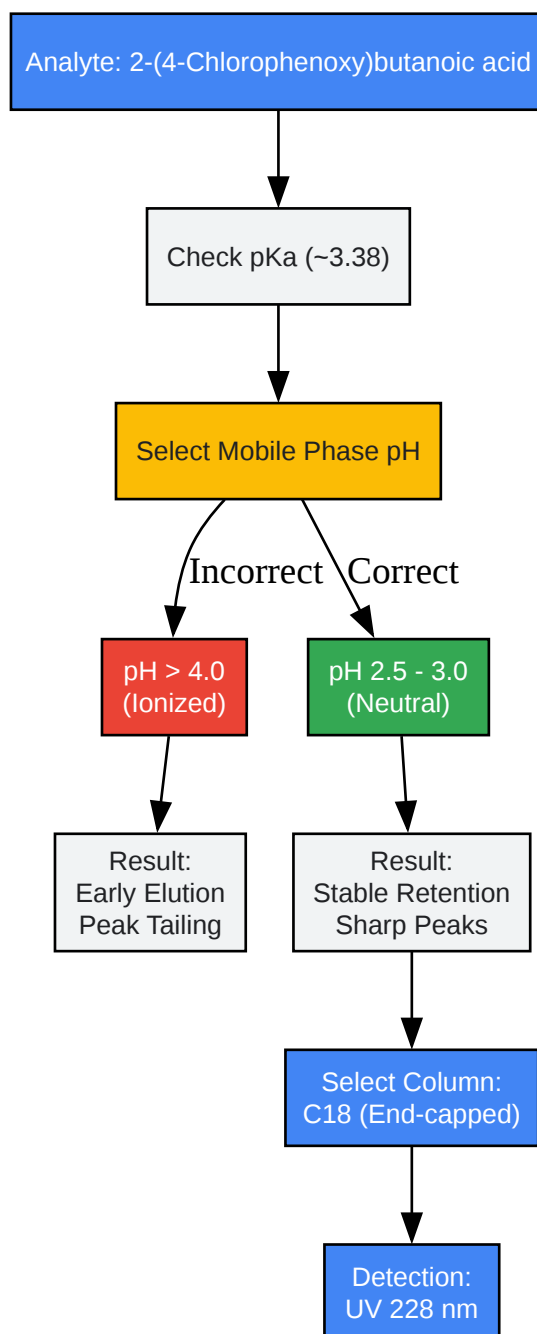 Analyte: 2-(4-Chlorophenoxy)butanoic acid
Check pKa (~3.38)
Select Mobile Phase pH
Incorrect
Correct
pH > 4.0
(Ionized)
pH 2.5 - 3.0
(Neutral)
Result:
Early Elution
Peak Tailing
Result:
Stable Retention
Sharp Peaks
Select Column:
C18 (End-capped)
Detection:
UV 228 nm